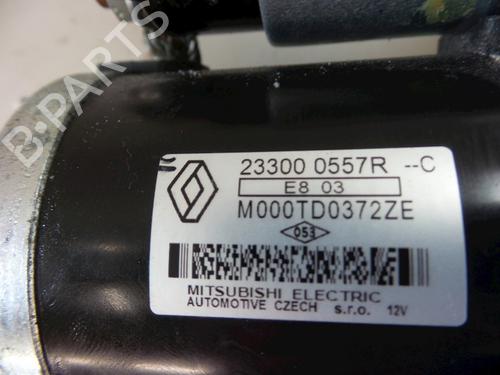 B-PARTS
23300 0557R --C
E8 03
M000TD0372ZE
053
MITSUBISHI ELECTRIC
AUTOMOTIVE CZECH s.r.o. 12V